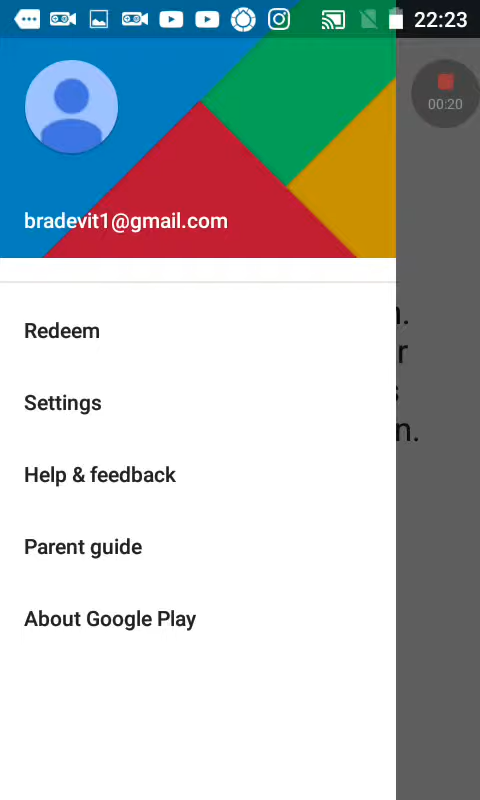 22:23
00:20
bradevit1@gmail.com
Redeem
Settings
Help & feedback
Parent guide
About Google Play